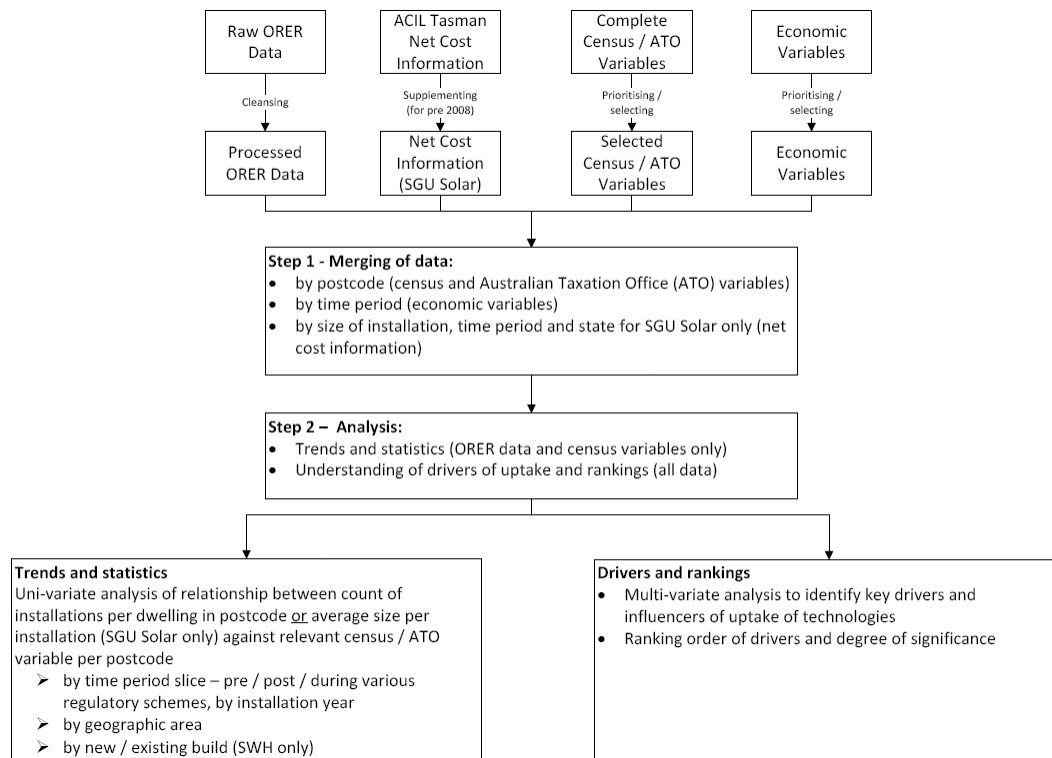 Raw ORER
Data
ACIL Tasman
Net Cost
Information
Complete
Census / ATO
Variables
Economic
Variables
Cleansing
Supplementing
(for pre 2008)
Prioritising /
selecting
Prioritising /
selecting
Processed
ORER Data
Net Cost
Information
(SGU Solar)
Selected
Census / ATO
Variables
Economic
Variables
Step 1 - Merging of data:
• by postcode (census and Australian Taxation Office (ATO) variables)
• by time period (economic variables)
• by size of installation, time period and state for SGU Solar only (net
cost information)
Step 2 – Analysis:
• Trends and statistics (ORER data and census variables only)
• Understanding of drivers of uptake and rankings (all data)
Trends and statistics
Uni-variate analysis of relationship between count of
installations per dwelling in postcode or average size per
installation (SGU Solar only) against relevant census / ATO
variable per postcode
➢ by time period slice – pre / post / during various
regulatory schemes, by installation year
➢ by geographic area
➢ by new / existing build (SWH only)
Drivers and rankings
• Multi-variate analysis to identify key drivers and
influencers of uptake of technologies
• Ranking order of drivers and degree of significance